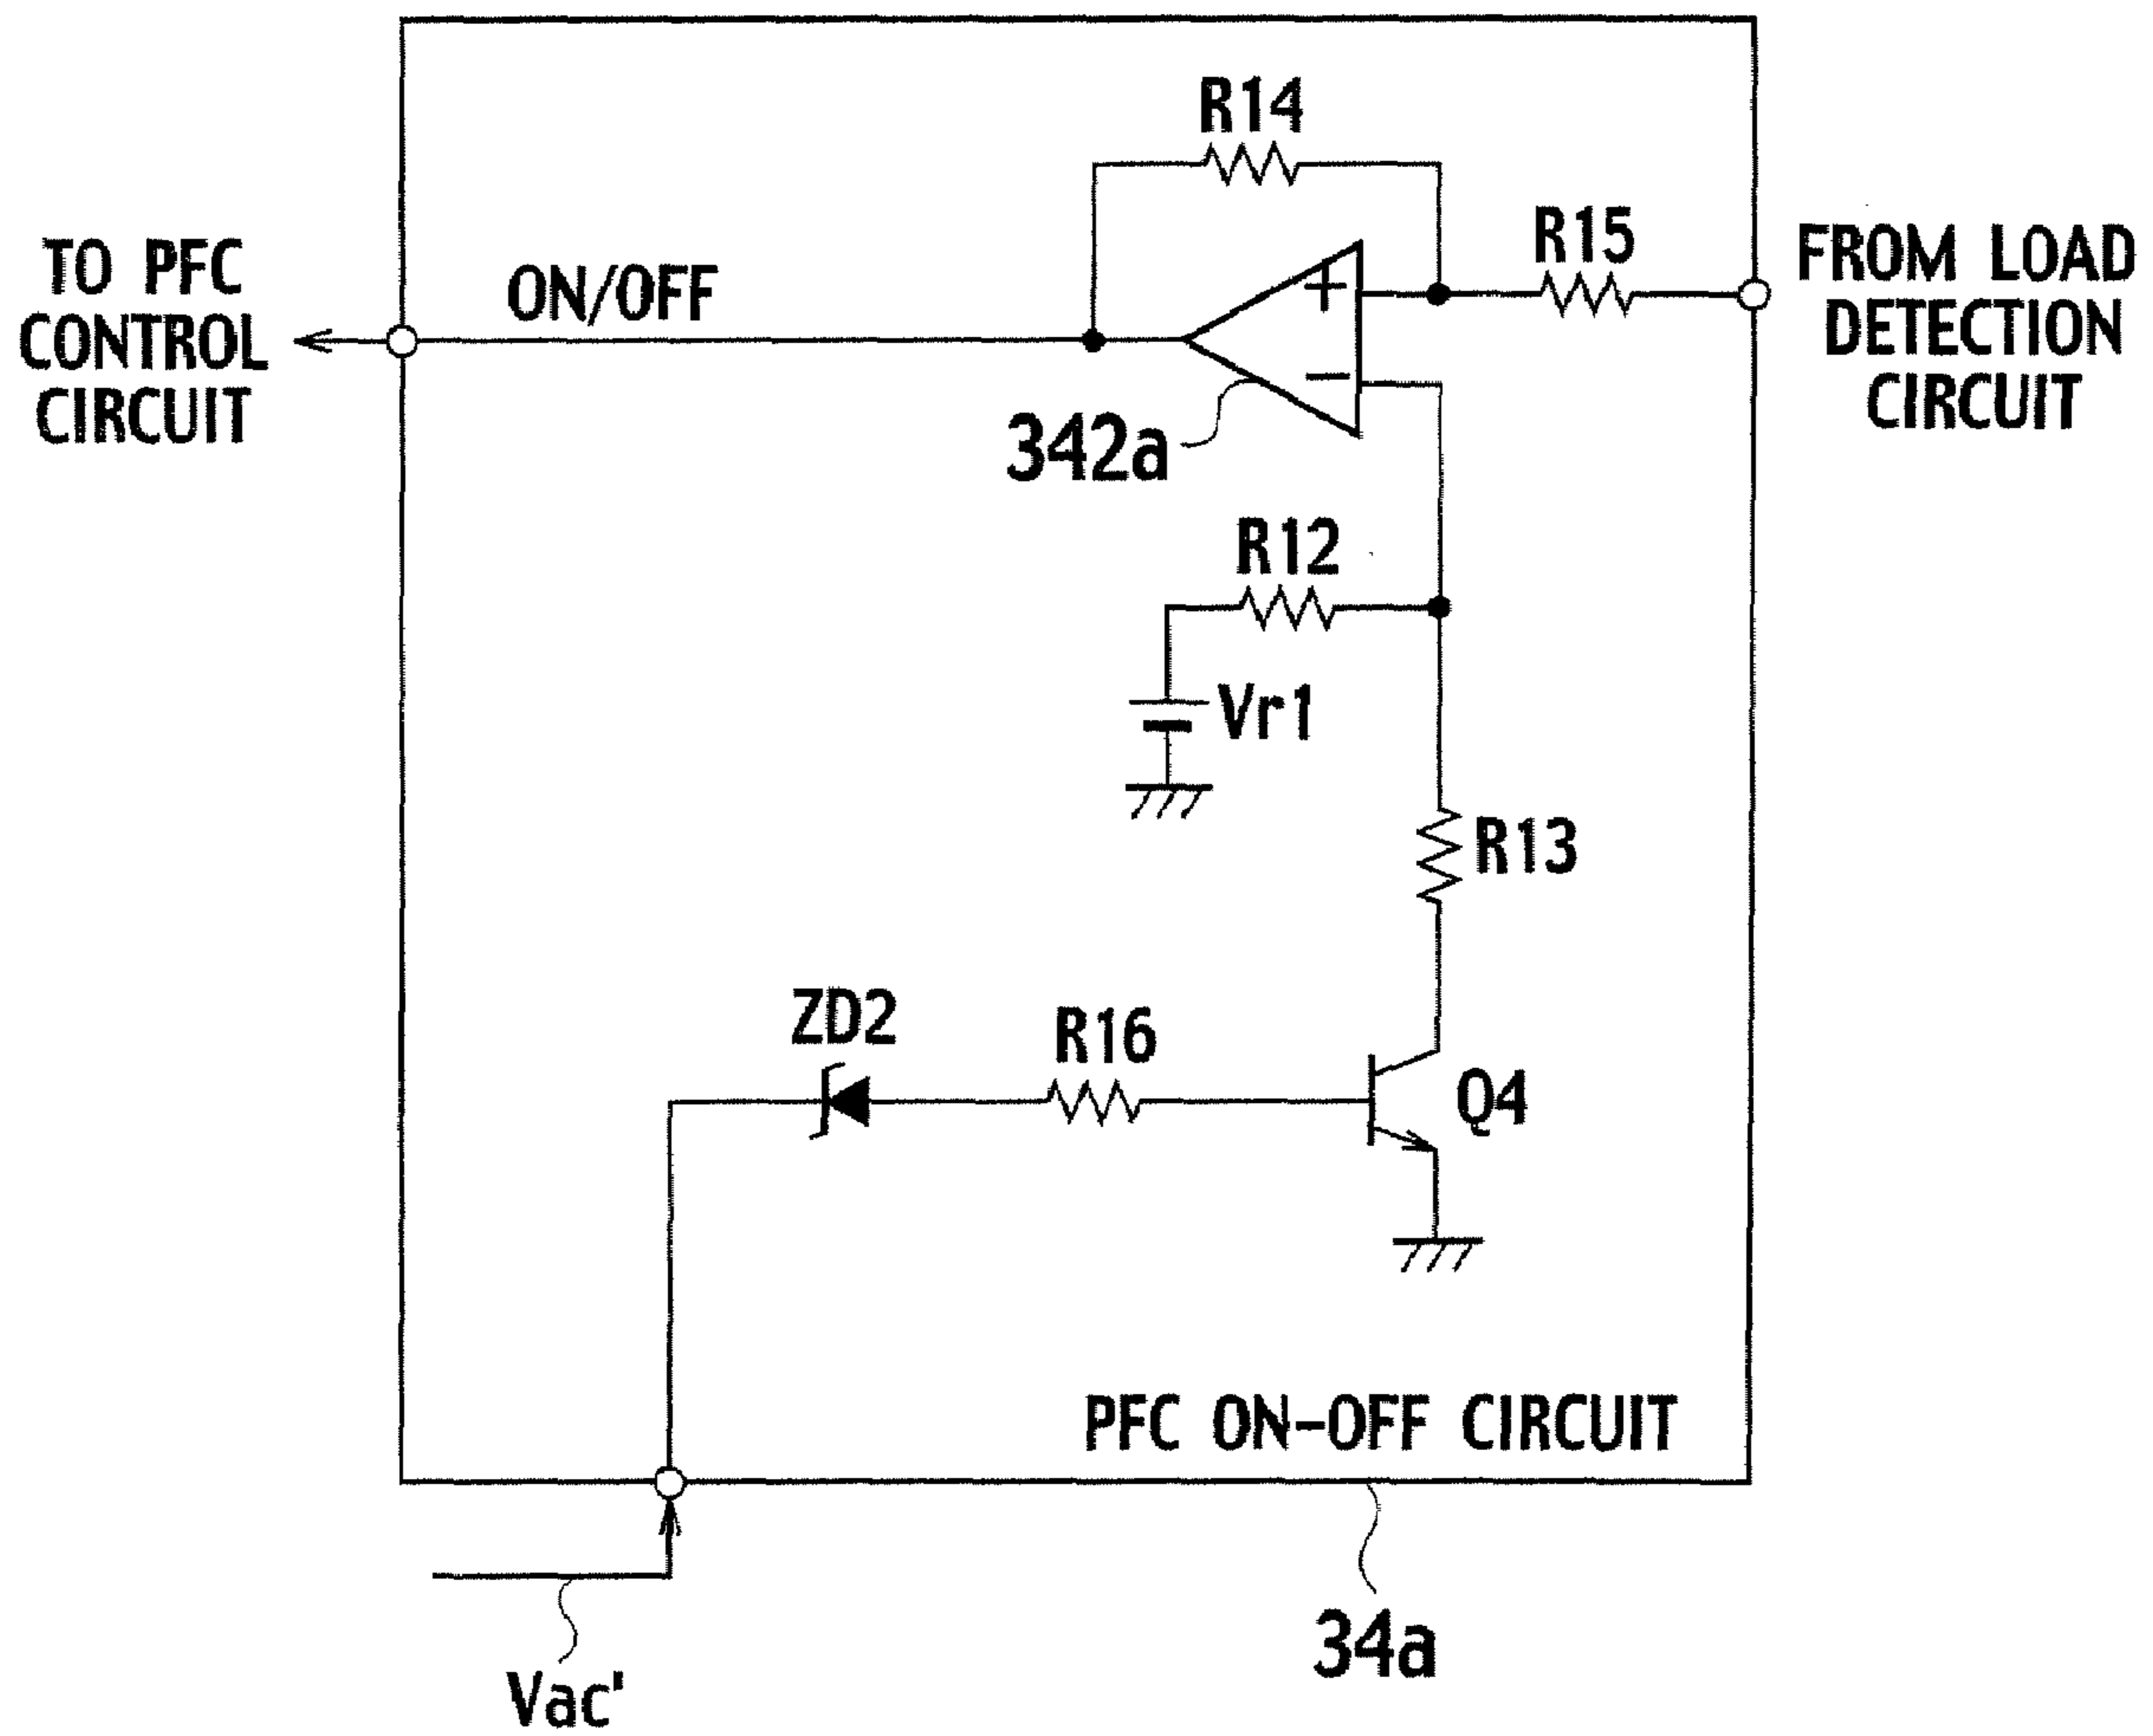 R14
R15
TO PFC
CONTROL
CIRCUIT
ON/OFF
FROM LOAD
DETECTION
CIRCUIT
+
−
342a
R12
Vr1
R13
ZD2
R16
Q4
PFC ON-OFF CIRCUIT
34a
Vac'